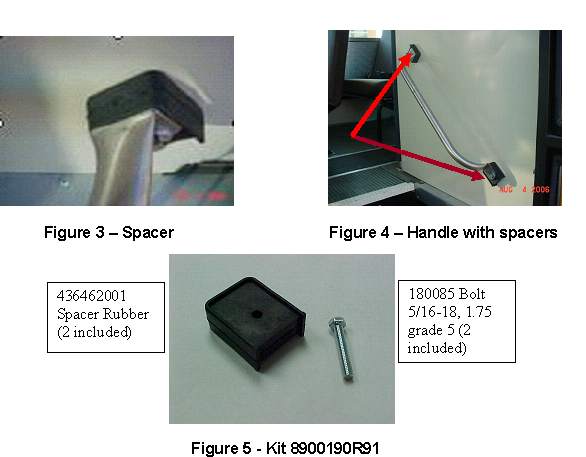 AUG 4 2006
Figure 3 – Spacer
Figure 4 – Handle with spacers
436462001
Spacer Rubber
(2 included)
180085 Bolt
5/16-18, 1.75
grade 5 (2
included)
Figure 5 - Kit 8900190R91